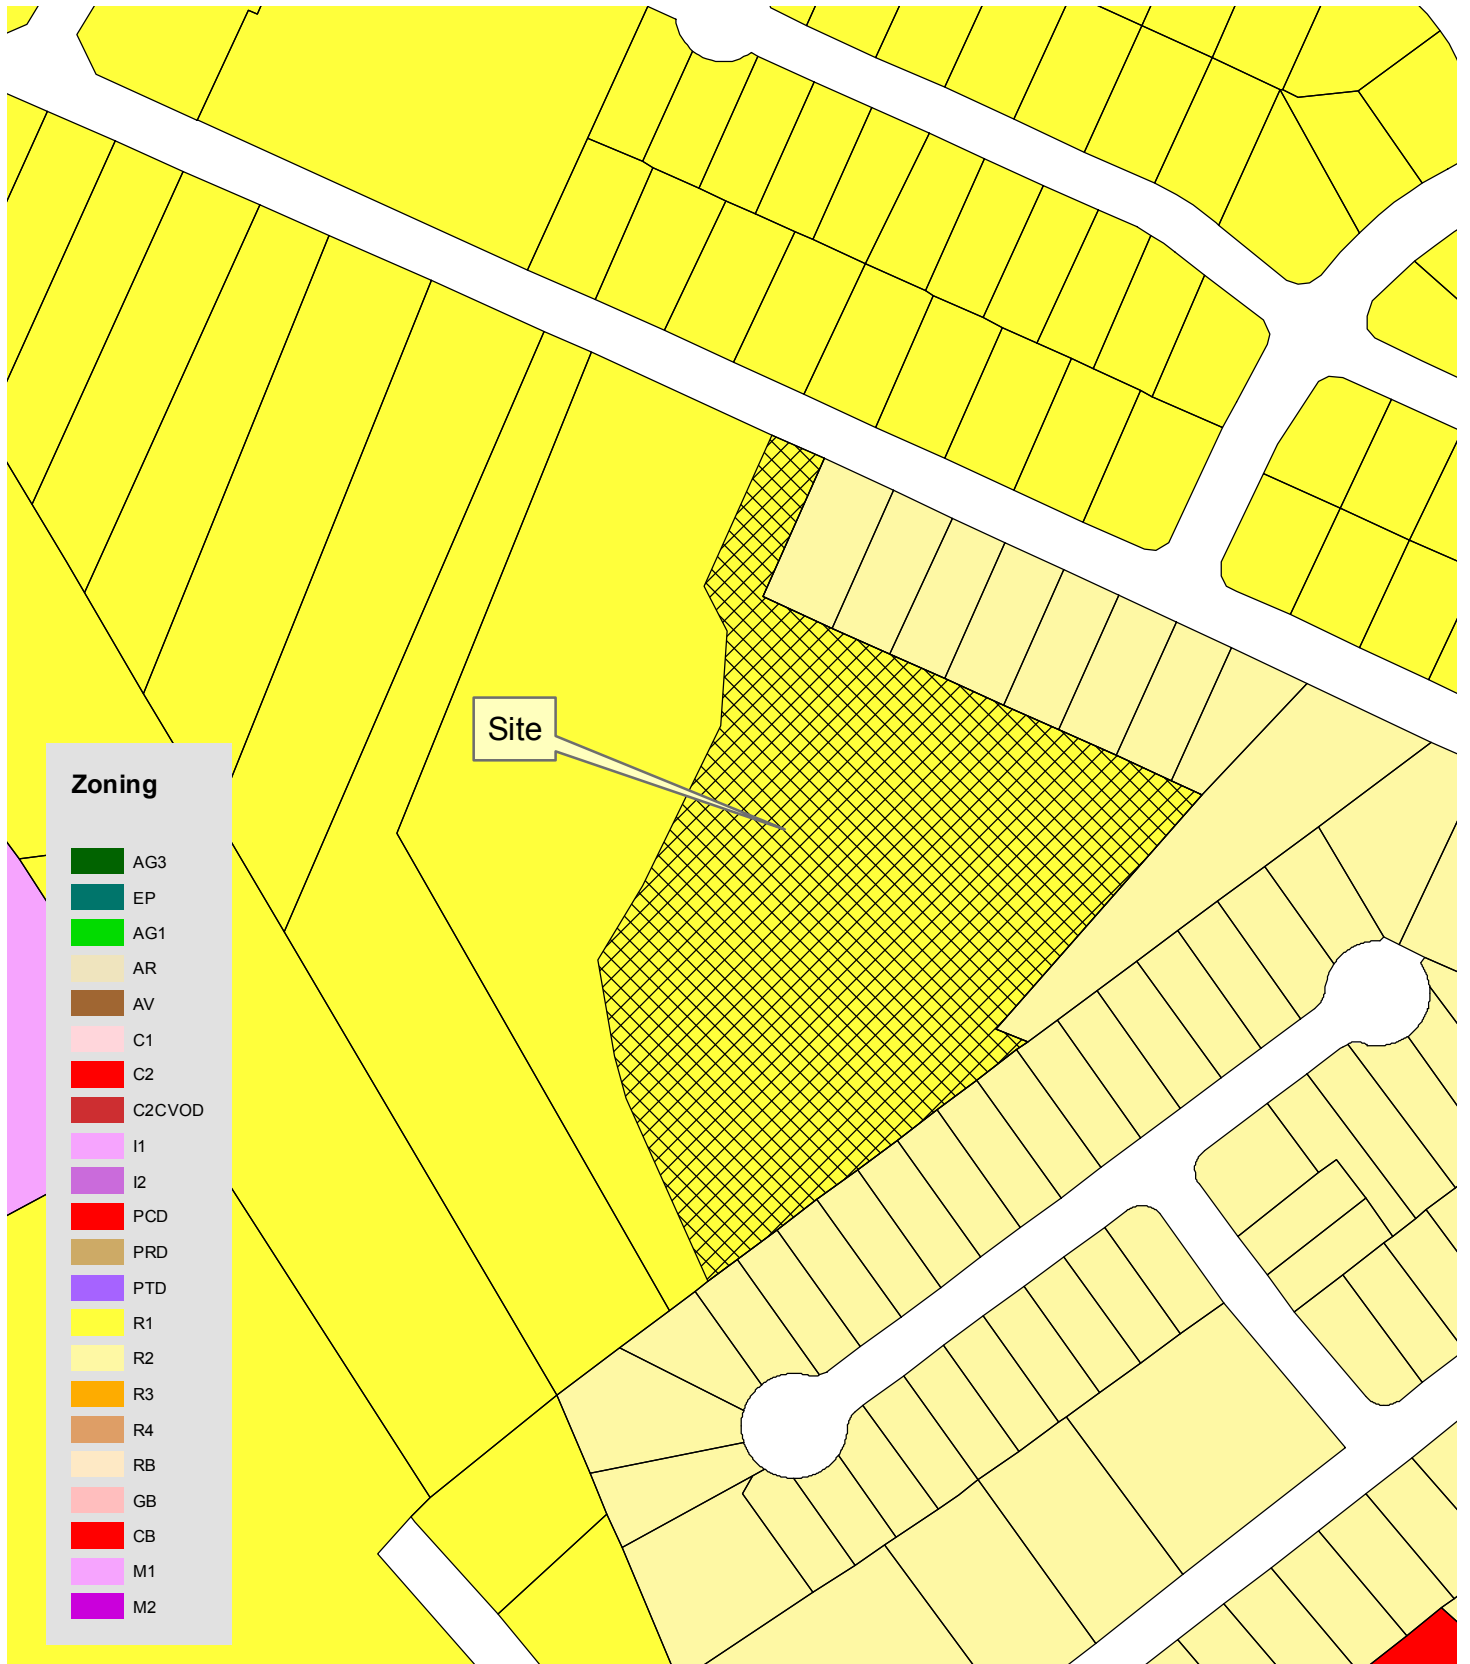 Site
Zoning
AG3
EP
AG1
AR
AV
C1
C2
C2CVOD
I1
I2
PCD
PRD
PTD
R1
R2
R3
R4
RB
GB
CB
M1
M2